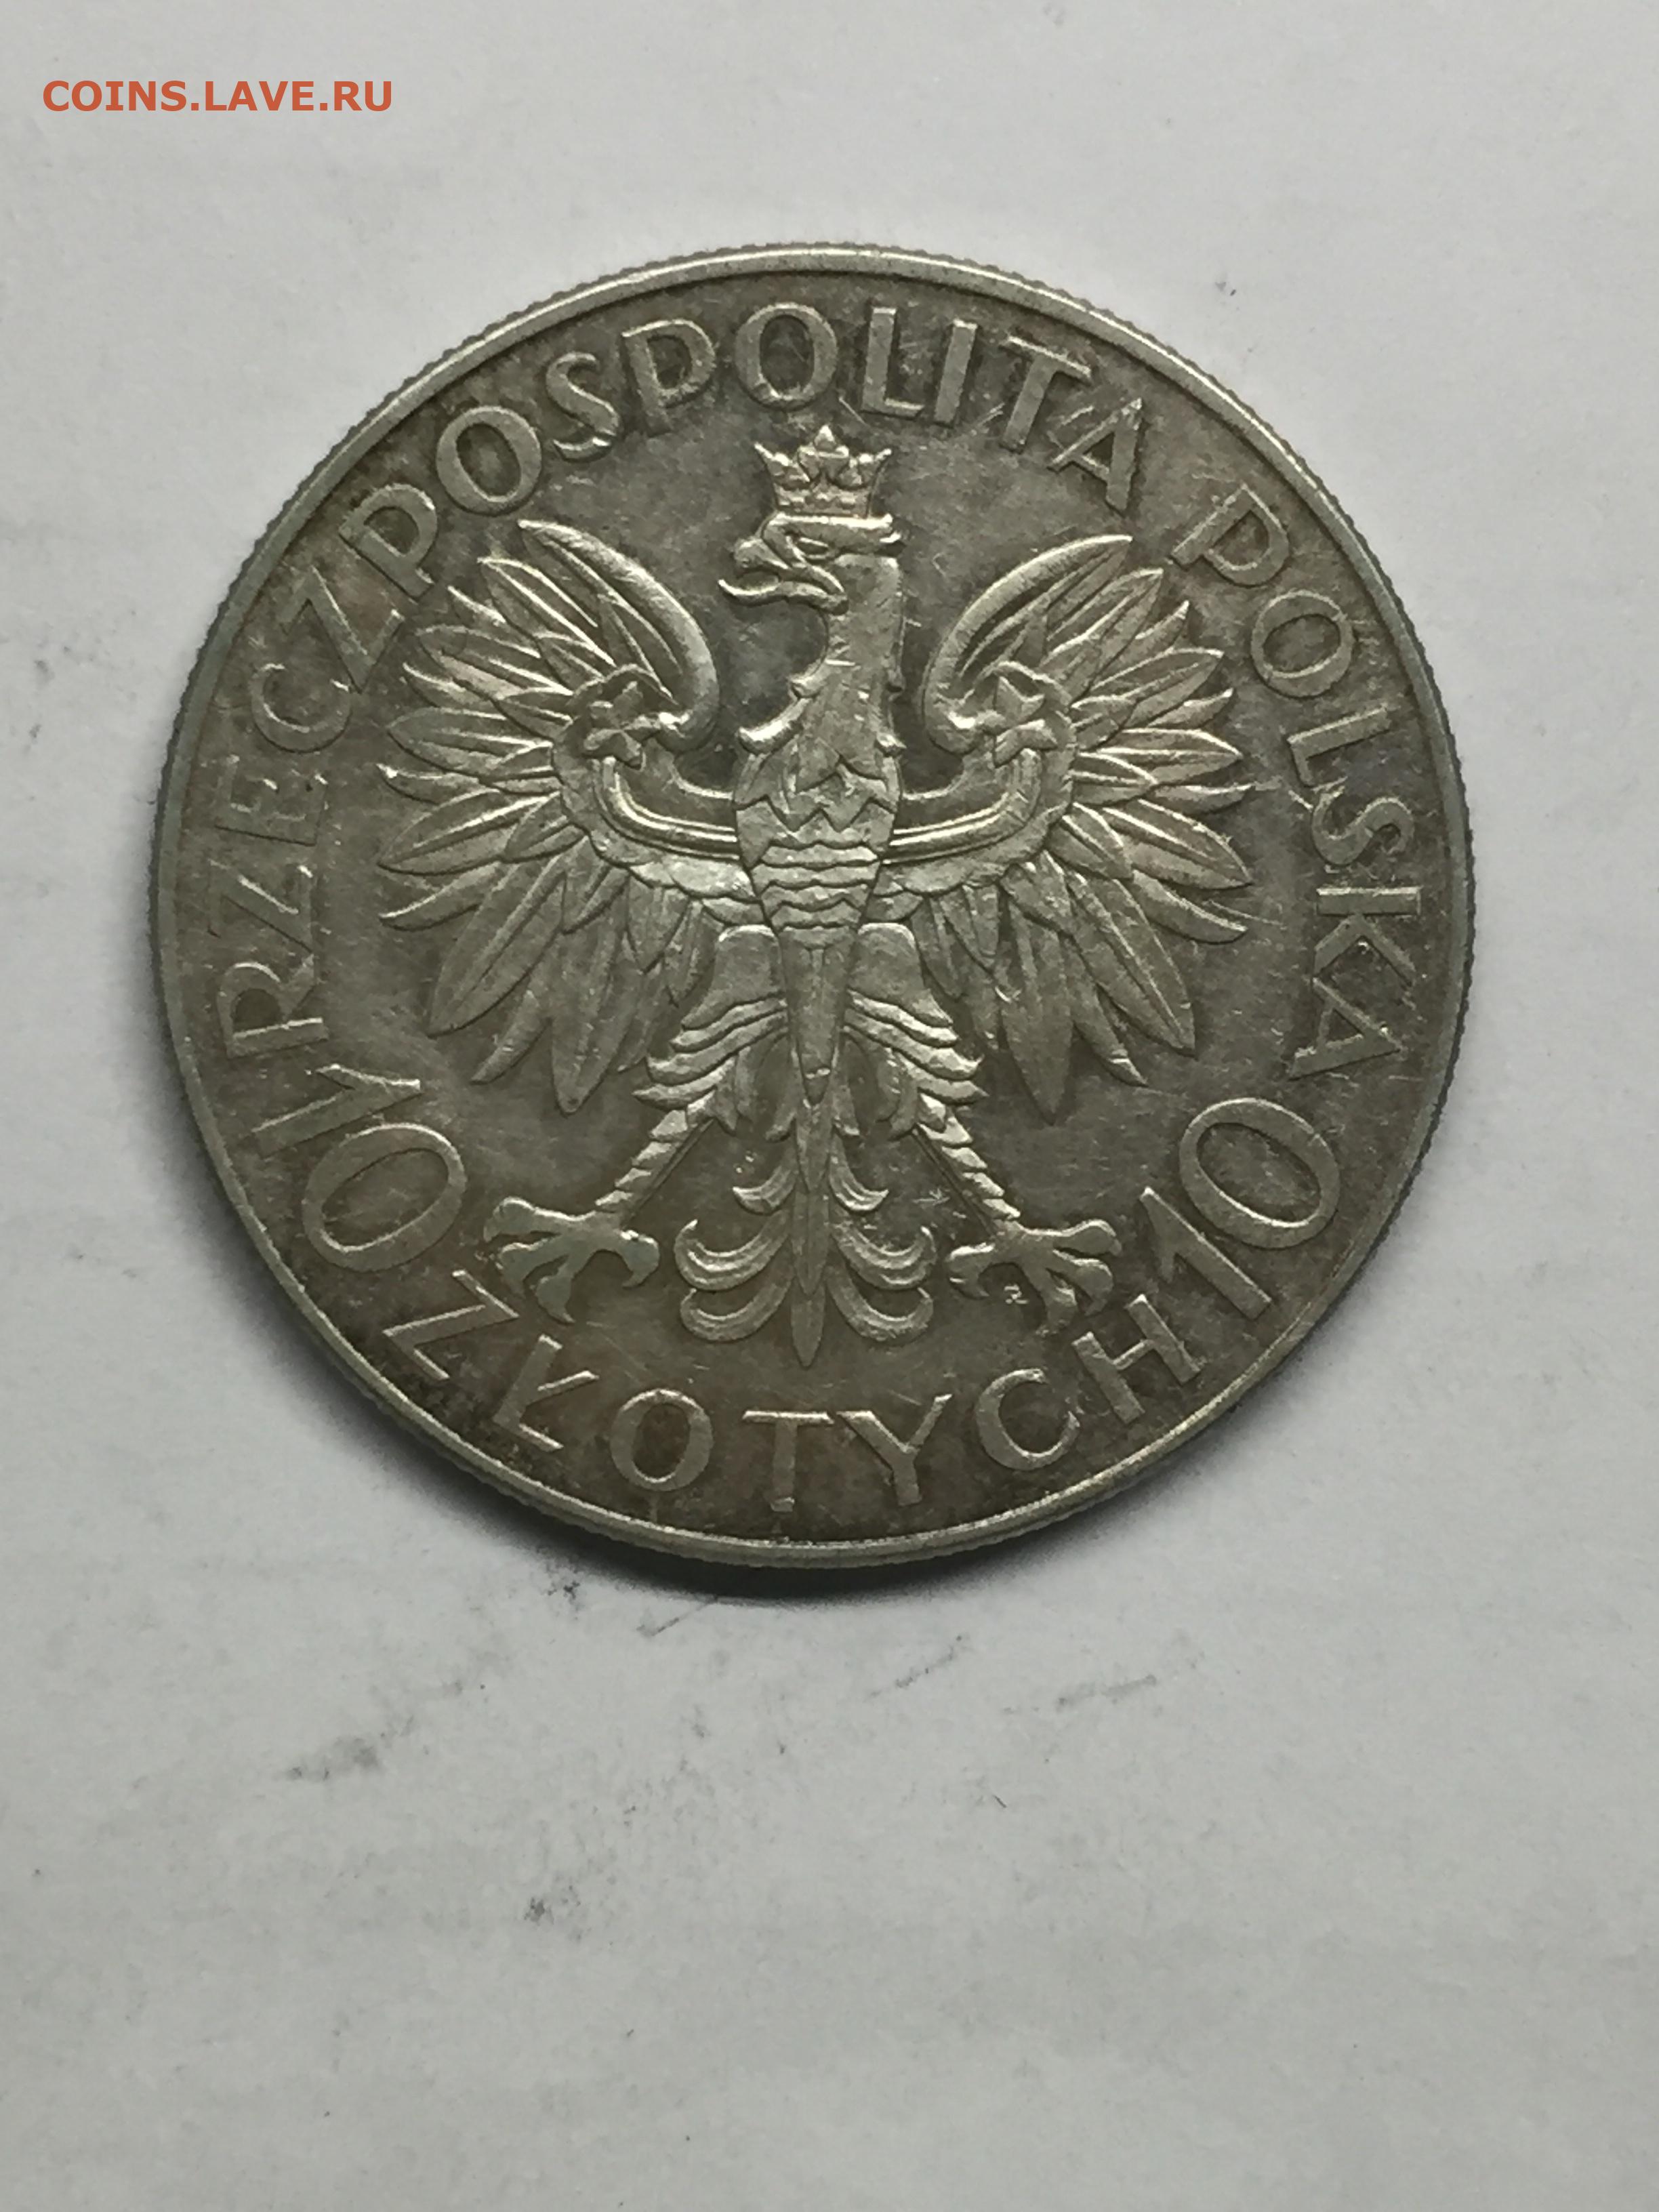 COINS.LAVE.RU
RZECZPOSPOLITA POLSKA
10 ZŁOTYCH 10